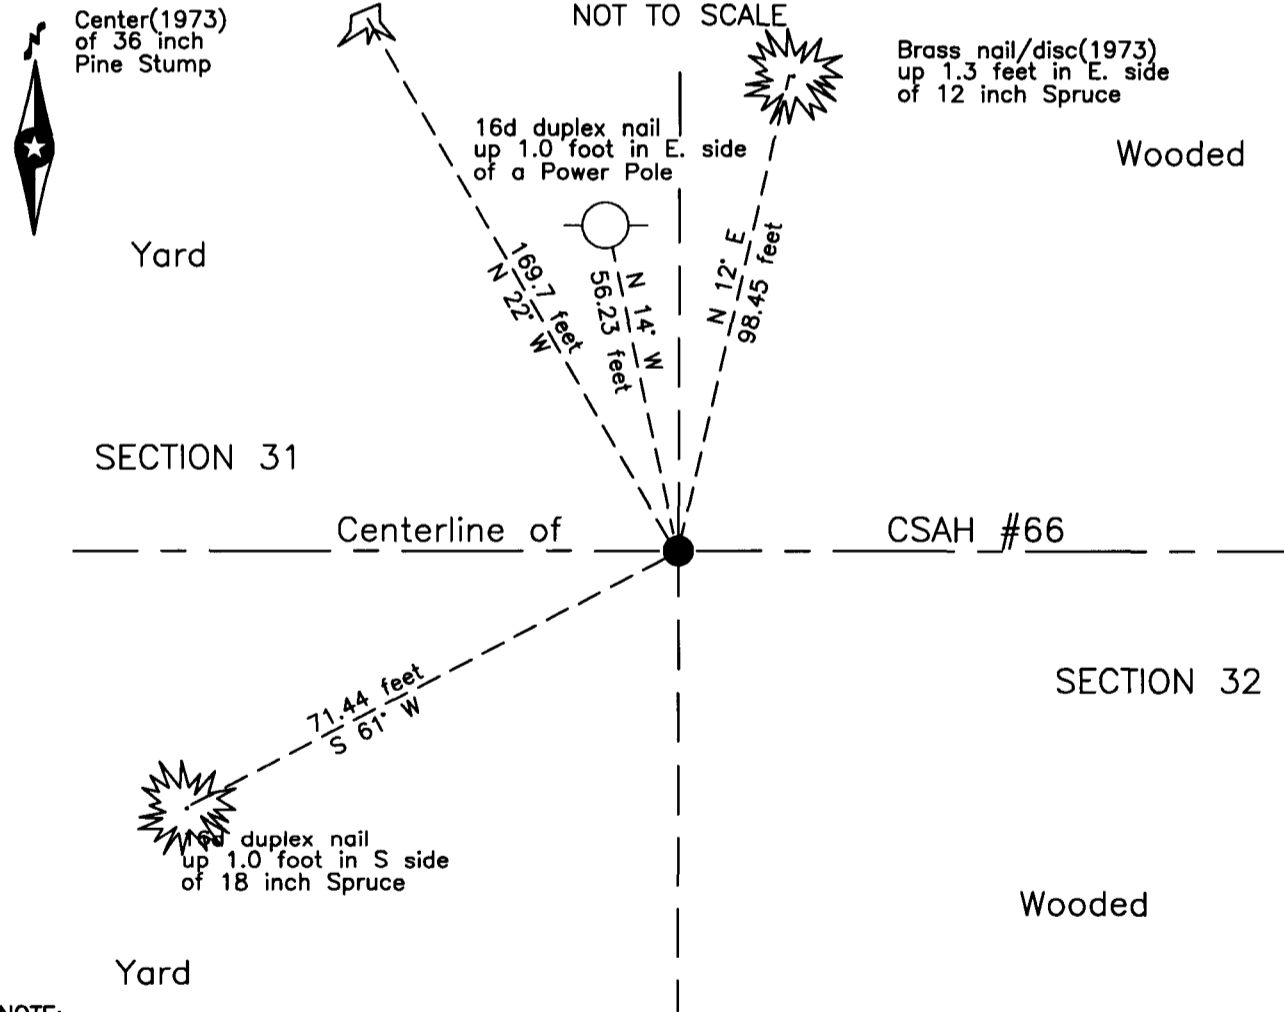 NOT TO SCALE
N
Center(1973)
of 36 inch
Pine Stump
Brass nail/disc(1973)
up 1.3 feet in E. side
of 12 inch Spruce
16d duplex nail
up 1.0 foot in E. side
of a Power Pole
Wooded
Yard
169.7 feet
N 22° W
N 14° W
56.23 feet
N 12° E
98.45 feet
SECTION 31
Centerline of CSAH #66
SECTION 32
71.44 feet
S 61° W
16d duplex nail
up 1.0 foot in S side
of 18 inch Spruce
Wooded
Yard
NOTE: